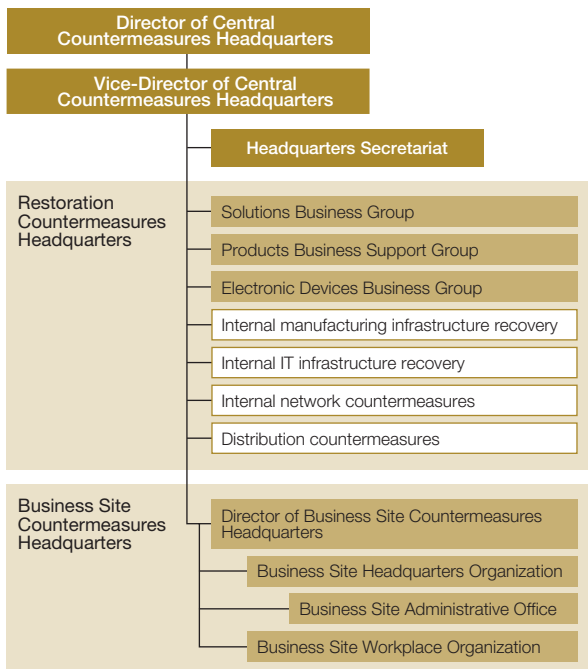 Director of Central
Countermeasures Headquarters
Vice-Director of Central
Countermeasures Headquarters
Headquarters Secretariat
Restoration
Countermeasures
Headquarters
Solutions Business Group
Products Business Support Group
Electronic Devices Business Group
Internal manufacturing infrastructure recovery
Internal IT infrastructure recovery
Internal network countermeasures
Distribution countermeasures
Business Site
Countermeasures
Headquarters
Director of Business Site Countermeasures
Headquarters
Business Site Headquarters Organization
Business Site Administrative Office
Business Site Workplace Organization